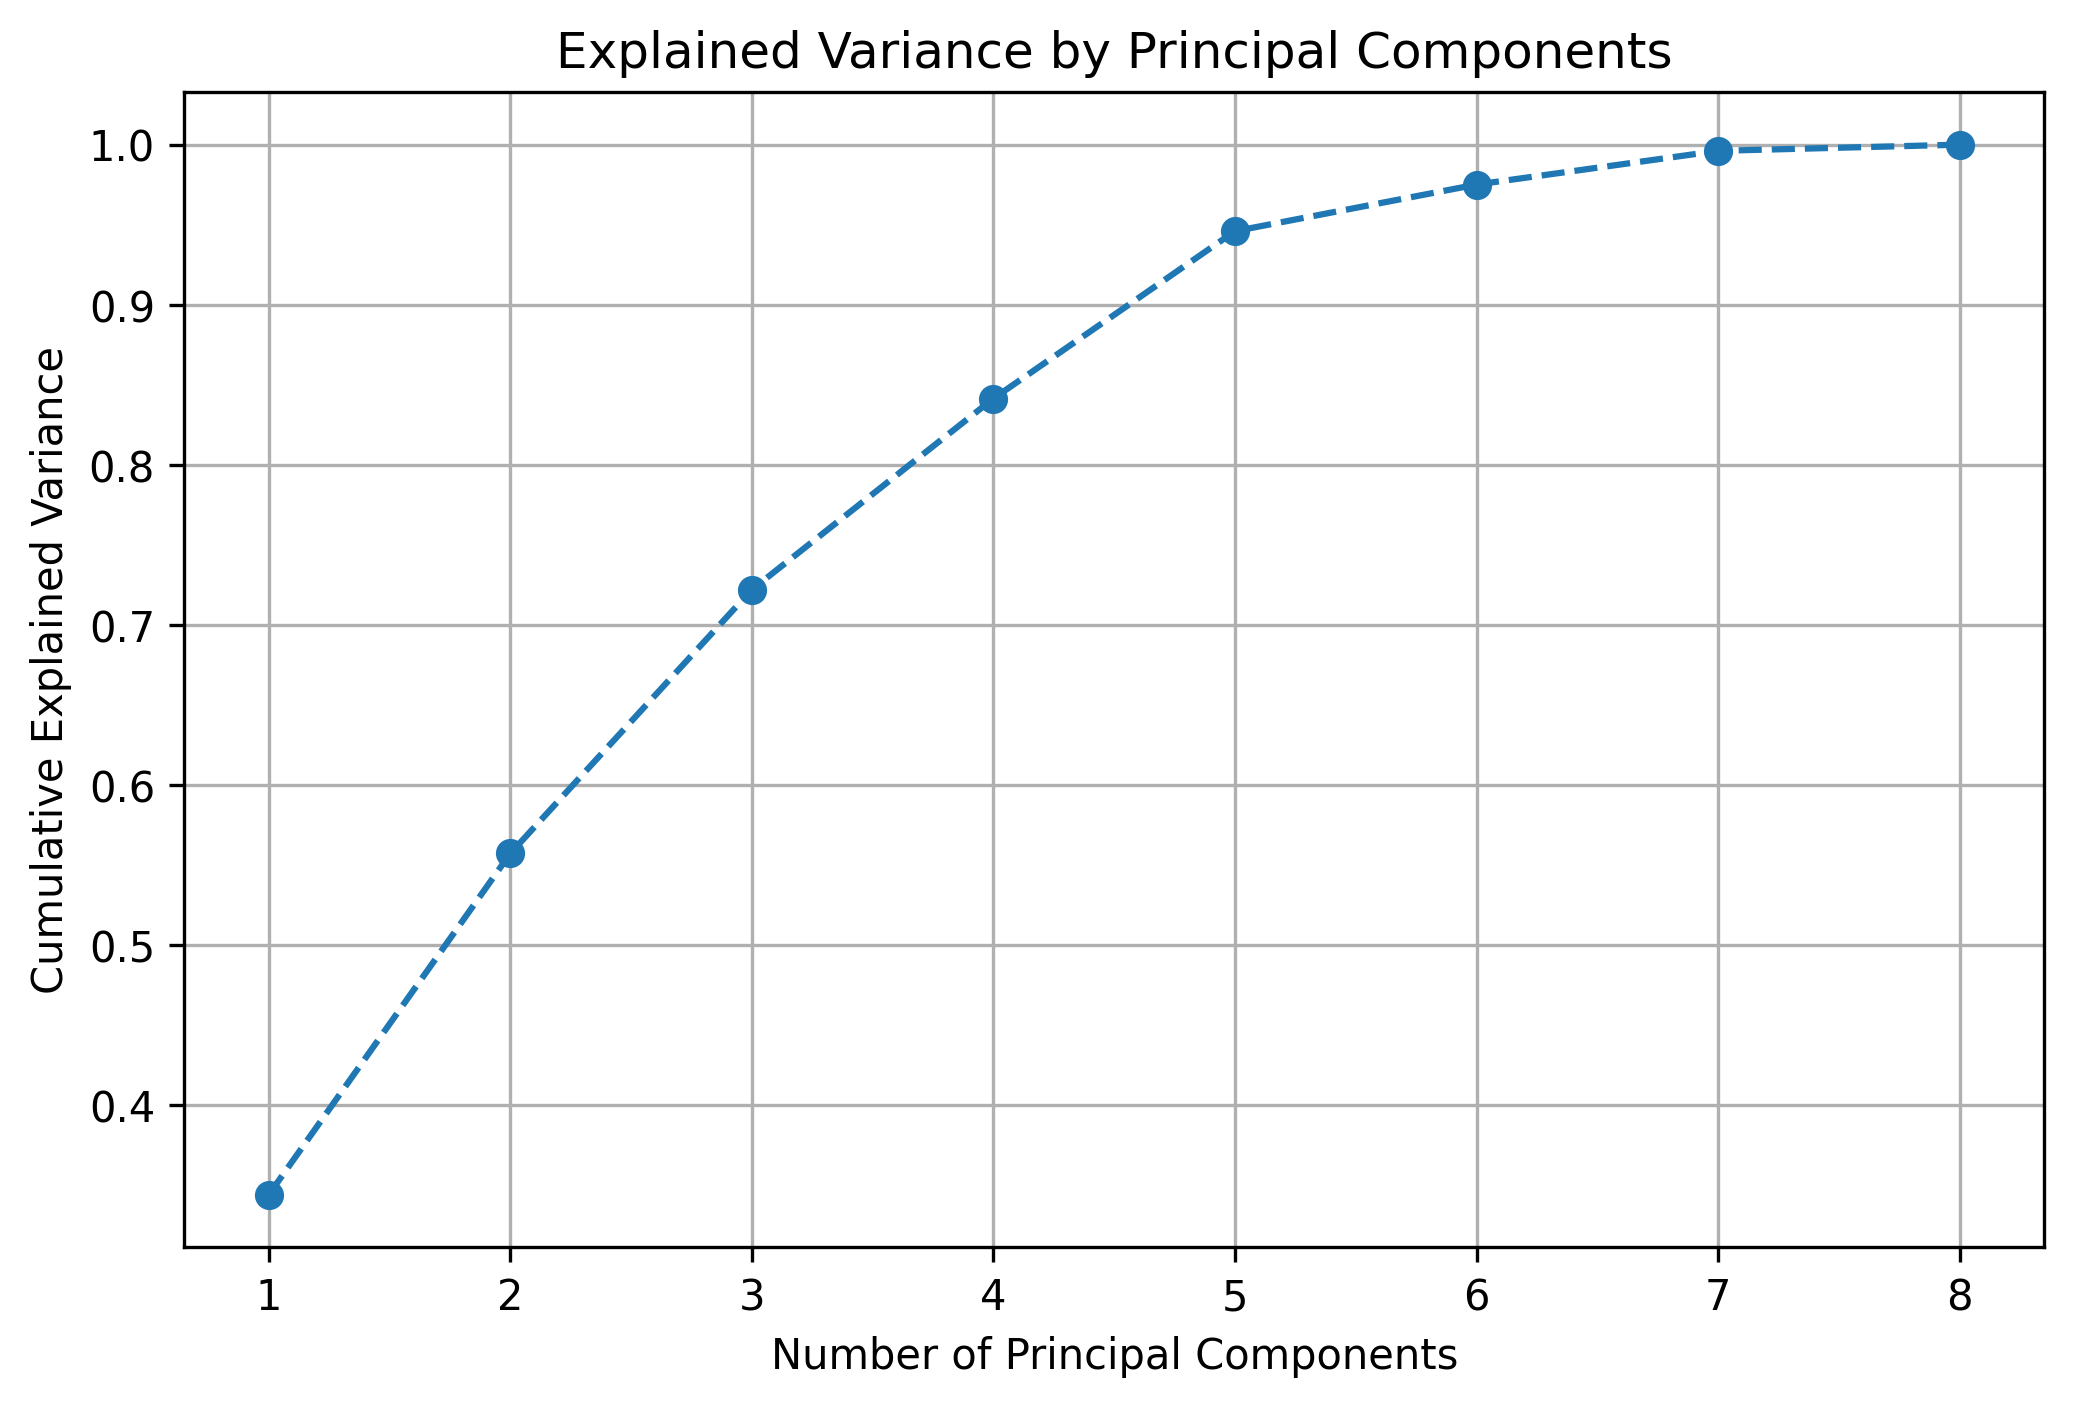 Explained Variance by Principal Components
1.0
0.9
0.8
0.7
0.6
0.5
0.4
Cumulative Explained Variance
1 2 3 4 5 6 7 8
Number of Principal Components